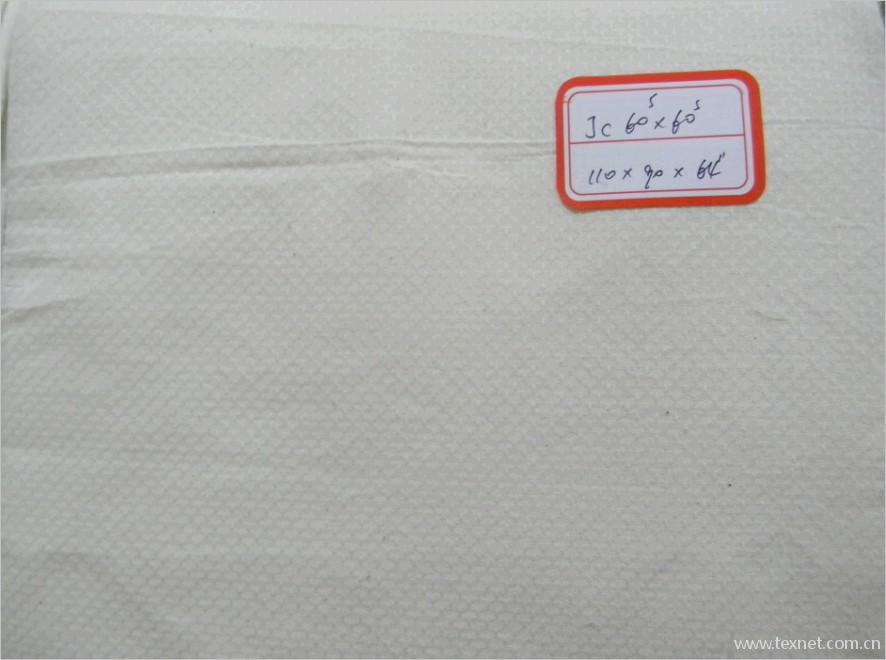 JC 60ˢ × 60ˢ
110 × 90 × 64"
www.texnet.com.cn